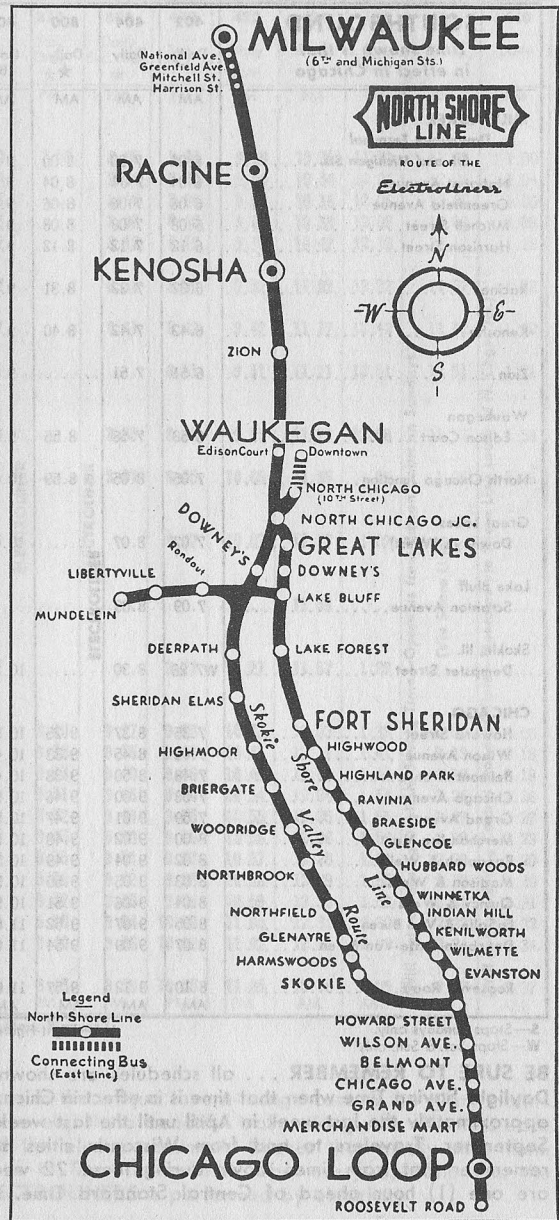 MILWAUKEE
(6TH and Michigan Sts.)
National Ave.
Greenfield Ave
Mitchell St.
Harrison St.
NORTH SHORE
LINE
ROUTE OF THE
Electroliners
RACINE
N
W
E
S
KENOSHA
ZION
WAUKEGAN
Edison Court
Downtown
NORTH CHICAGO
(10TH Street)
NORTH CHICAGO JC.
GREAT LAKES
DOWNEY'S
DOWNEY'S
Rondout
LIBERTYVILLE
MUNDELEIN
LAKE BLUFF
DEERPATH
LAKE FOREST
SHERIDAN ELMS
FORT SHERIDAN
HIGHMOOR
HIGHWOOD
BRIERGATE
HIGHLAND PARK
RAVINIA
WOODRIDGE
BRAESIDE
GLENCOE
NORTHBROOK
HUBBARD WOODS
WINNETKA
NORTHFIELD
INDIAN HILL
GLENAYRE
KENILWORTH
HARMSWOODS
WILMETTE
SKOKIE
EVANSTON
Skokie Valley Route
Shore Line
Legend
North Shore Line
Connecting Bus
(East Line)
HOWARD STREET
WILSON AVE.
BELMONT
CHICAGO AVE.
GRAND AVE.
MERCHANDISE MART
CHICAGO LOOP
ROOSEVELT ROAD